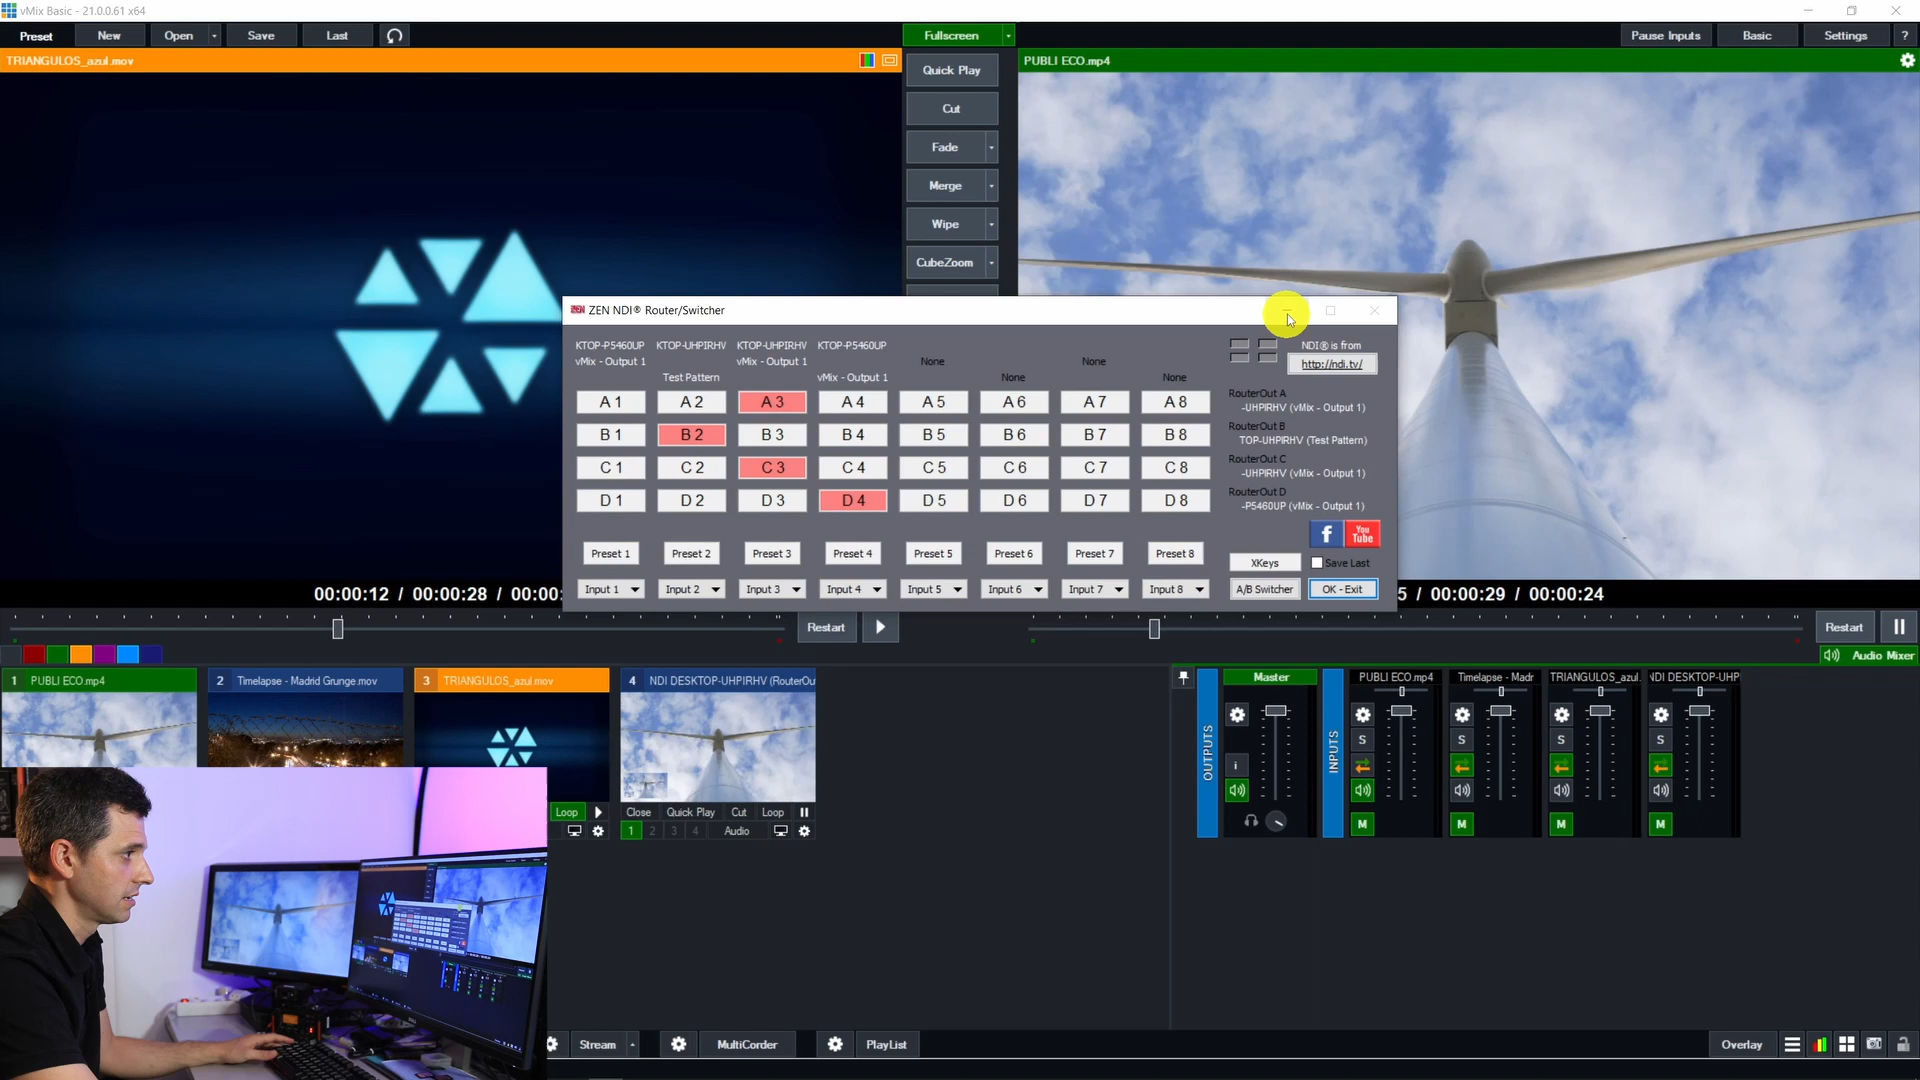 vMix Basic - 21.0.0.61 x64
Preset New Open Save Last Fullscreen Pause Inputs Basic Settings ?
TRIANGULOS_azul.mov
PUBLI ECO.mp4
Quick Play
Cut
Fade
Merge
Wipe
CubeZoom
ZEN NDI® Router/Switcher
KTOP-P5460UP KTOP-UHPIRHV KTOP-UHPIRHV KTOP-P5460UP
vMix - Output 1 vMix - Output 1 None None
Test Pattern vMix - Output 1 None None
NDI® is from
http://ndi.tv/
A 1 A 2 A 3 A 4 A 5 A 6 A 7 A 8
B 1 B 2 B 3 B 4 B 5 B 6 B 7 B 8
C 1 C 2 C 3 C 4 C 5 C 6 C 7 C 8
D 1 D 2 D 3 D 4 D 5 D 6 D 7 D 8
RouterOut A
-UHPIRHV (vMix - Output 1)
RouterOut B
TOP-UHPIRHV (Test Pattern)
RouterOut C
-UHPIRHV (vMix - Output 1)
RouterOut D
-P5460UP (vMix - Output 1)
f You Tube
Preset 1 Preset 2 Preset 3 Preset 4 Preset 5 Preset 6 Preset 7 Preset 8
XKeys Save Last
Input 1 Input 2 Input 3 Input 4 Input 5 Input 6 Input 7 Input 8
A/B Switcher OK - Exit
00:00:12 / 00:00:28 / 00:00:
5 / 00:00:29 / 00:00:24
Restart
Restart
Audio Mixer
1 PUBLI ECO.mp4
2 Timelapse - Madrid Grunge.mov
3 TRIANGULOS_azul.mov
4 NDI DESKTOP-UHPIRHV (RouterOu
Loop
Close Quick Play Cut Loop
1 2 3 4 Audio
OUTPUTS
Master
i
INPUTS
PUBLI ECO.mp4
S
M
Timelapse - Madr
S
M
TRIANGULOS_azul.
S
M
NDI DESKTOP-UHP
S
M
Stream MultiCorder PlayList Overlay